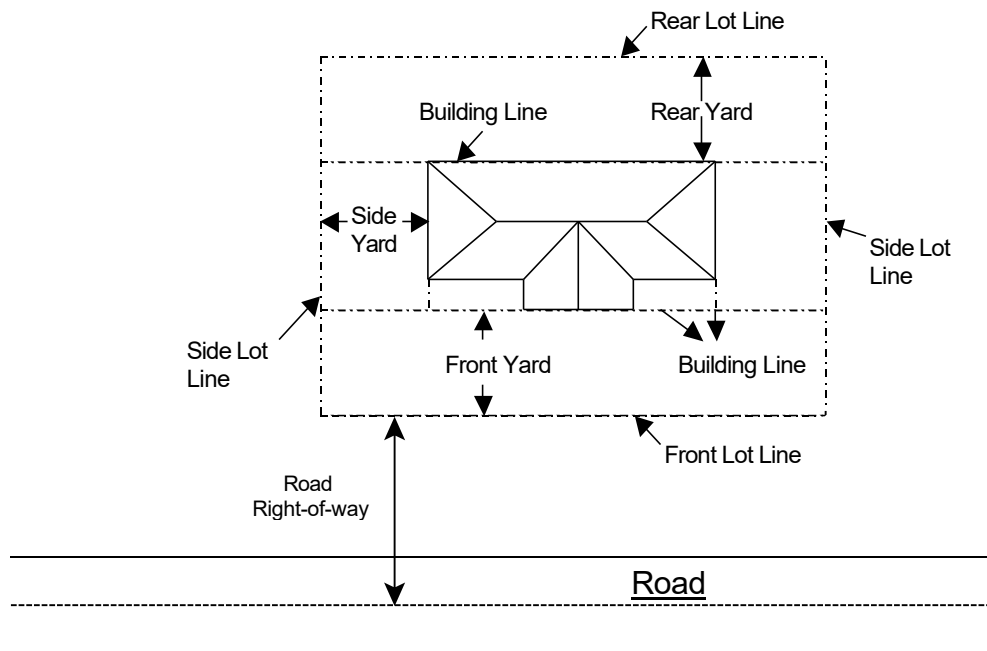 Rear Lot Line
Building Line
Rear Yard
Side
Yard
Side Lot
Line
Side Lot
Line
Front Yard
Building Line
Front Lot Line
Road
Right-of-way
Road